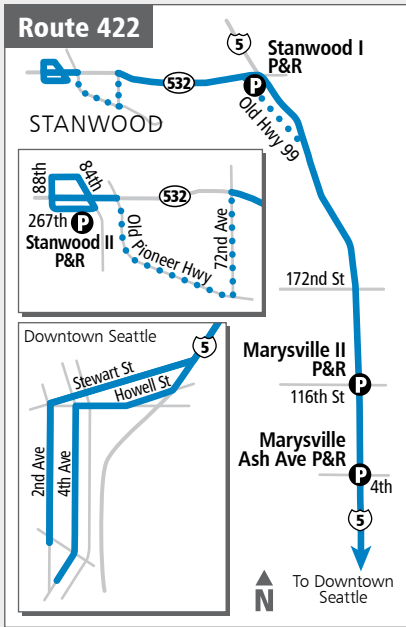 Route 422
5
Stanwood I
P&R
P
532
Old Hwy 99
STANWOOD
88th
84th
532
267th
P
Stanwood II
P&R
Old
Pioneer Hwy
72nd Ave
172nd St
Downtown Seattle
5
Stewart St
Howell St
2nd Ave
4th Ave
Marysville II
P&R
P
116th St
Marysville
Ash Ave P&R
P
4th
5
N
To Downtown
Seattle